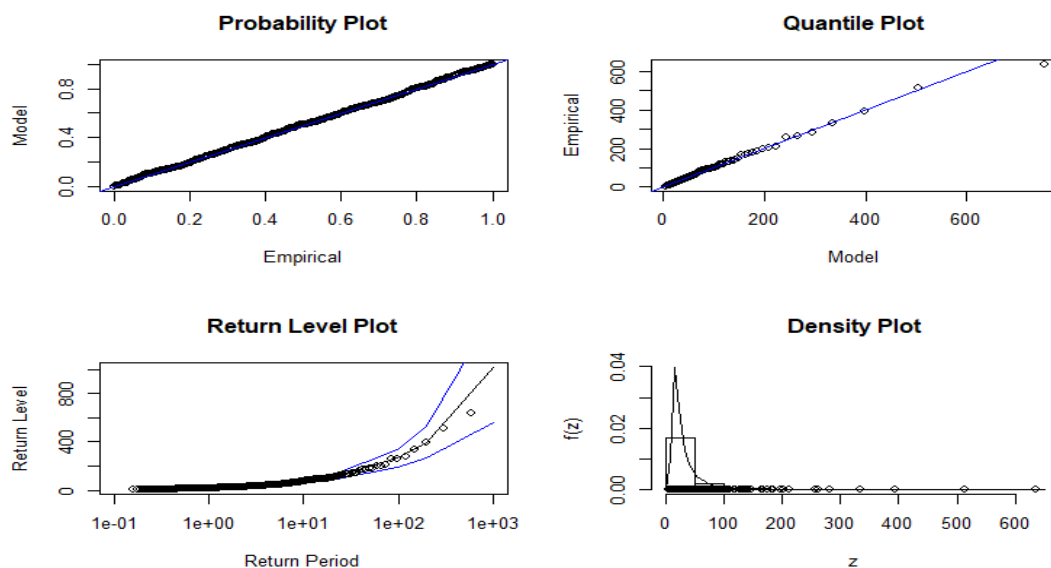 Probability Plot
Model
0.0 0.4 0.8
0.0 0.2 0.4 0.6 0.8 1.0
Empirical
Quantile Plot
Empirical
0 200 400 600
0 200 400 600
Model
Return Level Plot
Return Level
0 400 800
1e-01 1e+00 1e+01 1e+02 1e+03
Return Period
Density Plot
f(z)
0.00 0.02 0.04
0 100 200 300 400 500 600
z